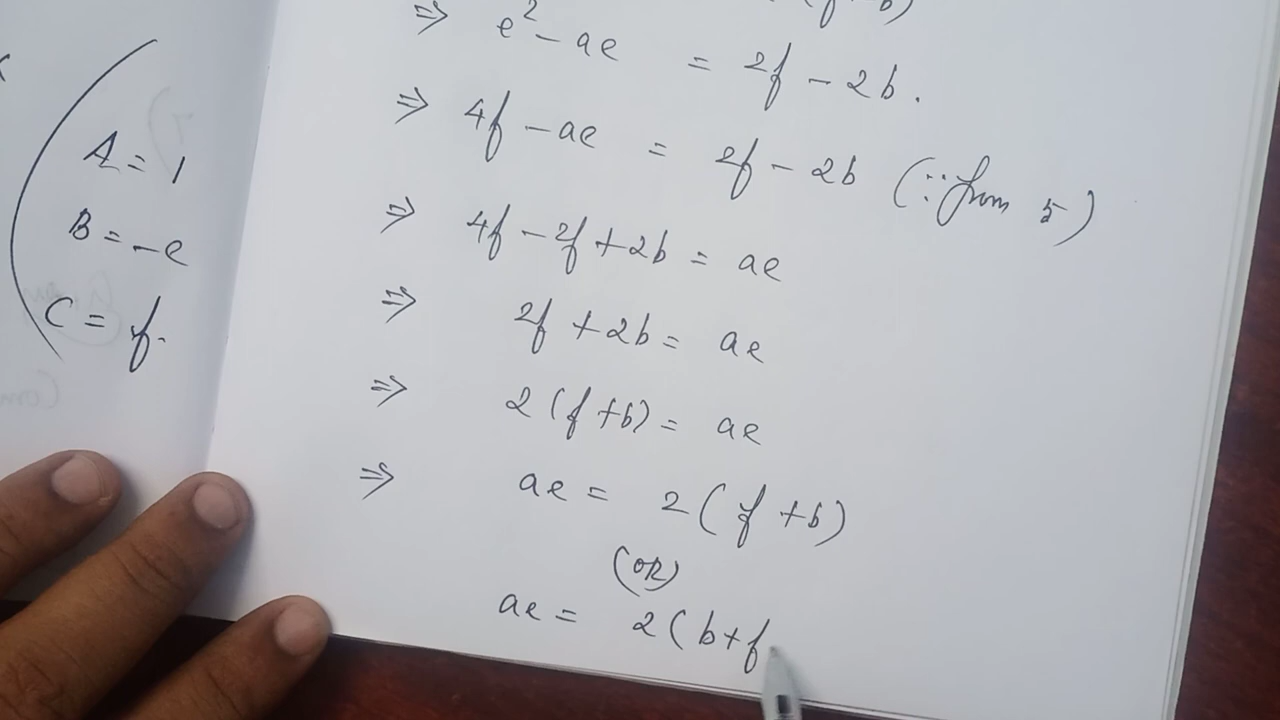 A = 1
B = -e
C = f.
⇒ e² - ae = 2f - 2b.
⇒ 4f - ae = 2f - 2b (∵ from 5)
⇒ 4f - 2f + 2b = ae
⇒ 2f + 2b = ae
⇒ 2(f + b) = ae
⇒ ae = 2(f + b)
(OR)
ae = 2(b+f